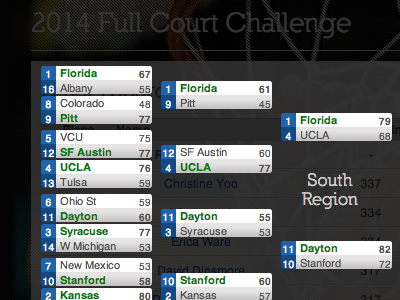 2014 Full Court Challenge
1 Florida 67
16 Albany 55
8 Colorado 48
9 Pitt 77
5 VCU 75
12 SF Austin 77
4 UCLA 76
13 Tulsa 59
6 Ohio St 59
11 Dayton 60
3 Syracuse 77
14 W Michigan 53
7 New Mexico 53
10 Stanford 58
2 Kansas 80
1 Florida 61
9 Pitt 45
12 SF Austin 60
4 UCLA 77
11 Dayton 55
3 Syracuse 53
10 Stanford 60
2 Kansas 57
1 Florida 79
4 UCLA 68
South
Region
11 Dayton 82
10 Stanford 72
Christine Yoo 337
334
Erica Ware 334
David Dinsmore 317